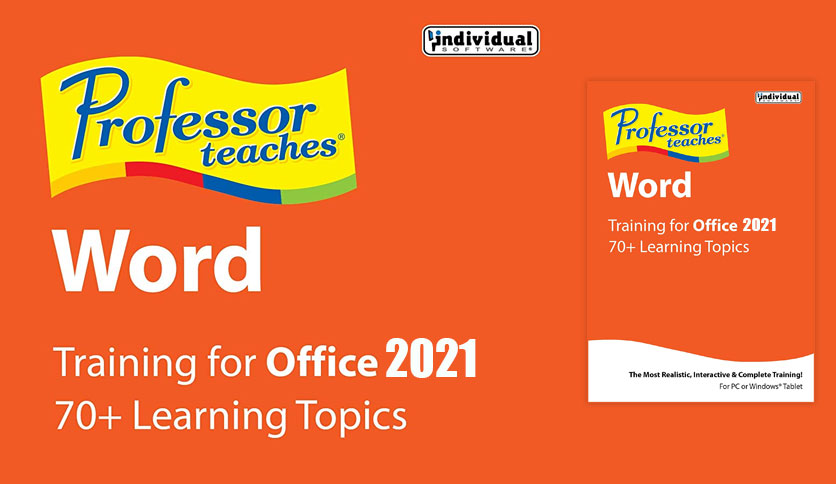 individual
SOFTWARE®
Professor
teaches®
Word
Training for Office 2021
70+ Learning Topics
individual
Professor
teaches®
Word
Training for Office 2021
70+ Learning Topics
The Most Realistic, Interactive & Complete Training!
For PC or Windows® Tablet